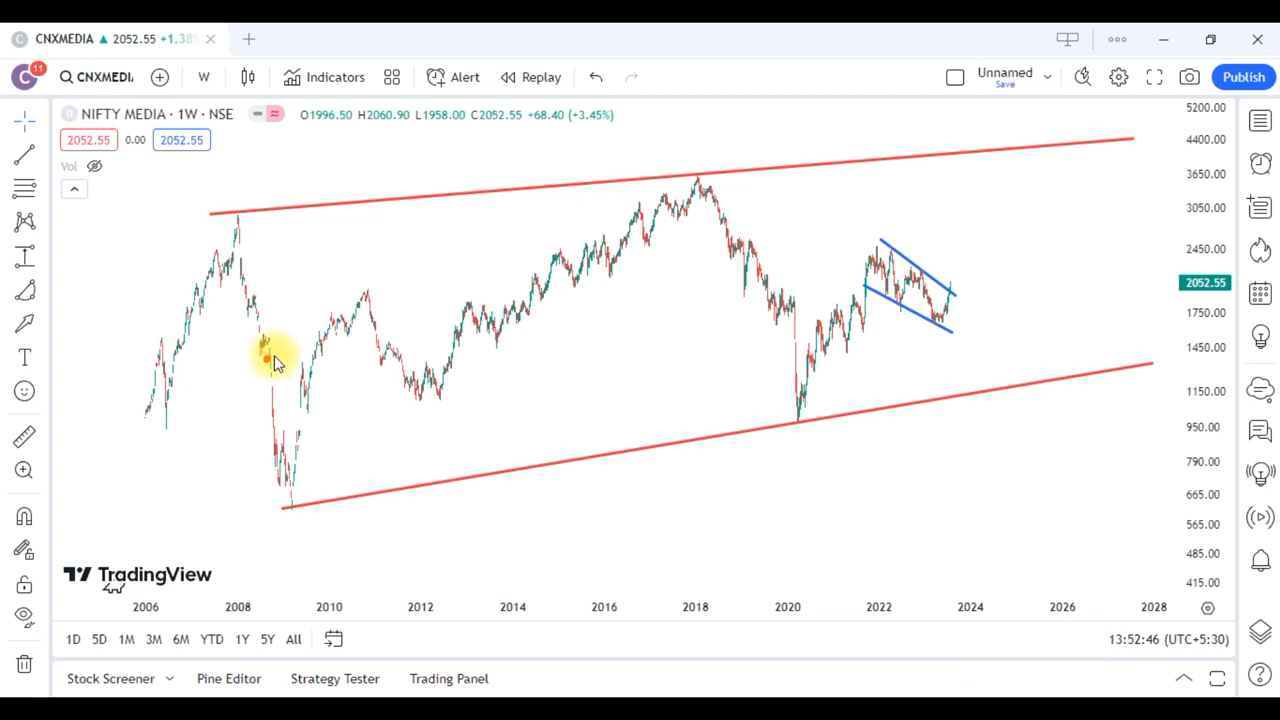 C CNXMEDIA ▲ 2052.55 +1.38%
C 11 CNXMEDIA W Indicators Alert Replay Unnamed Save Publish
D NIFTY MEDIA · 1W · NSE O1996.50 H2060.90 L1958.00 C2052.55 +68.40 (+3.45%)
2052.55 0.00 2052.55
Vol
5200.00
4400.00
3650.00
3050.00
2450.00
2052.55
1750.00
1450.00
1150.00
950.00
790.00
665.00
565.00
485.00
415.00
TradingView
2006 2008 2010 2012 2014 2016 2018 2020 2022 2024 2026 2028
1D 5D 1M 3M 6M YTD 1Y 5Y All 13:52:46 (UTC+5:30)
Stock Screener Pine Editor Strategy Tester Trading Panel